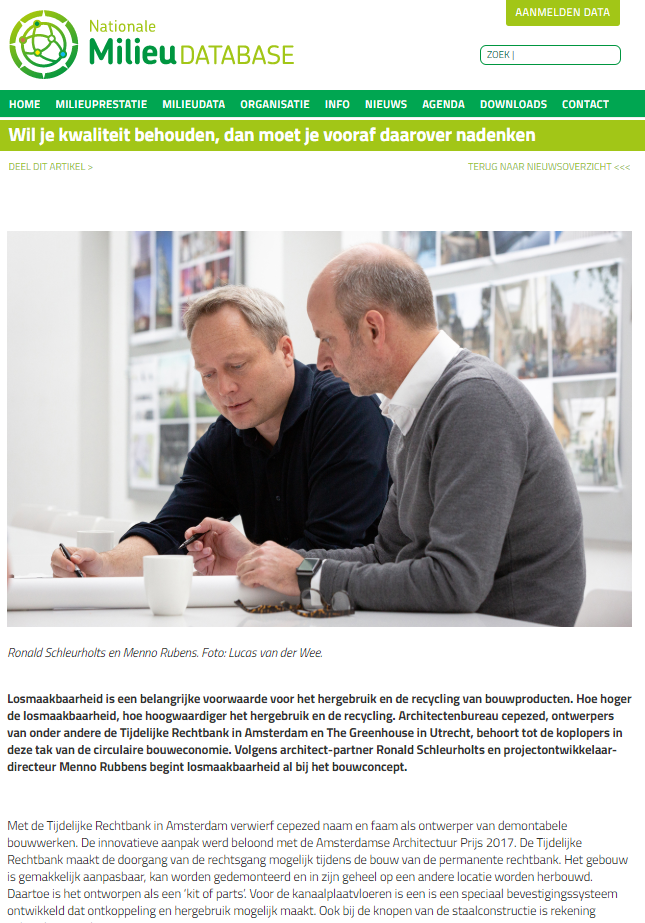 AANMELDEN DATA
Nationale
Milieu DATABASE
ZOEK |
HOME MILIEUPRESTATIE MILIEUDATA ORGANISATIE INFO NIEUWS AGENDA DOWNLOADS CONTACT
Wil je kwaliteit behouden, dan moet je vooraf daarover nadenken
DEEL DIT ARTIKEL > TERUG NAAR NIEUWSOVERZICHT <<<
Ronald Schleurholts en Menno Rubens. Foto: Lucas van der Wee.
Losmaakbaarheid is een belangrijke voorwaarde voor het hergebruik en de recycling van bouwproducten. Hoe hoger
de losmaakbaarheid, hoe hoogwaardiger het hergebruik en de recycling. Architectenbureau cepezed, ontwerpers
van onder andere de Tijdelijke Rechtbank in Amsterdam en The Greenhouse in Utrecht, behoort tot de koplopers in
deze tak van de circulaire bouweconomie. Volgens architect-partner Ronald Schleurholts en projectontwikkelaar-
directeur Menno Rubbens begint losmaakbaarheid al bij het bouwconcept.
Met de Tijdelijke Rechtbank in Amsterdam verwierf cepezed naam en faam als ontwerper van demontabele
bouwwerken. De innovatieve aanpak werd beloond met de Amsterdamse Architectuur Prijs 2017. De Tijdelijke
Rechtbank maakt de doorgang van de rechtsgang mogelijk tijdens de bouw van de permanente rechtbank. Het gebouw
is gemakkelijk aanpasbaar, kan worden gedemonteerd en in zijn geheel op een andere locatie worden herbouwd.
Daartoe is het ontworpen als een 'kit of parts'. Voor de kanaalplaatvloeren is een is een speciaal bevestigingssysteem
ontwikkeld dat ontkoppeling en hergebruik mogelijk maakt. Ook bij de knopen van de staalconstructie is rekening